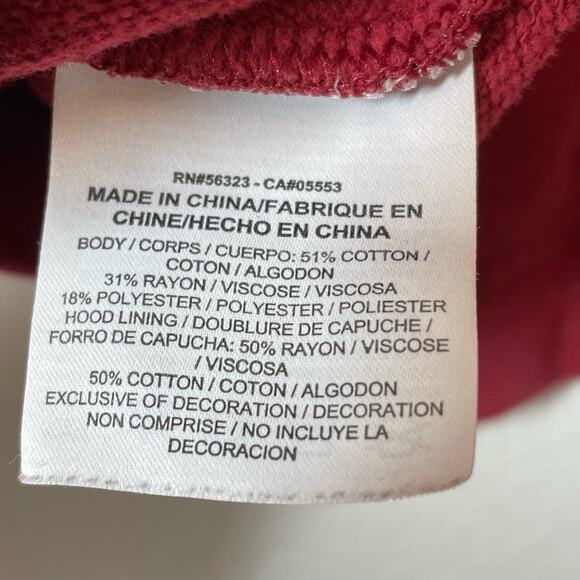 RN#56323 - CA#05553
MADE IN CHINA/FABRIQUE EN
CHINE/HECHO EN CHINA
BODY / CORPS / CUERPO: 51% COTTON /
COTON / ALGODON
31% RAYON / VISCOSE / VISCOSA
18% POLYESTER / POLYESTER / POLIESTER
HOOD LINING / DOUBLURE DE CAPUCHE /
FORRO DE CAPUCHA: 50% RAYON / VISCOSE
/ VISCOSA
50% COTTON / COTON / ALGODON
EXCLUSIVE OF DECORATION / DECORATION
NON COMPRISE / NO INCLUYE LA
DECORACION